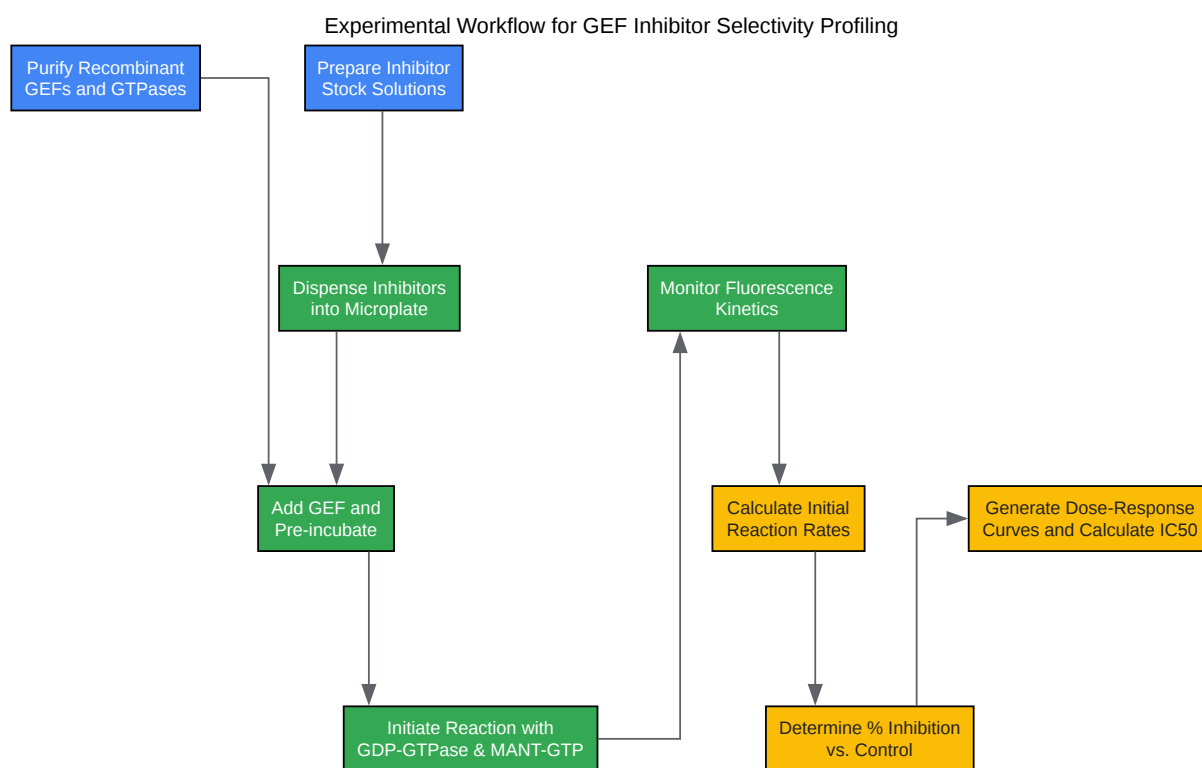 Experimental Workflow for GEF Inhibitor Selectivity Profiling
Purify Recombinant
GEFs and GTPases
Prepare Inhibitor
Stock Solutions
Dispense Inhibitors
into Microplate
Add GEF and
Pre-incubate
Initiate Reaction with
GDP-GTPase & MANT-GTP
Monitor Fluorescence
Kinetics
Calculate Initial
Reaction Rates
Determine % Inhibition
vs. Control
Generate Dose-Response
Curves and Calculate IC50